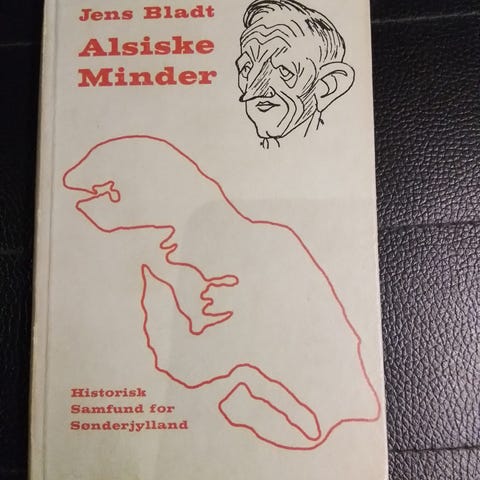 Jens Bladt
Alsiske
Minder
Historisk
Samfund for
Sønderjylland